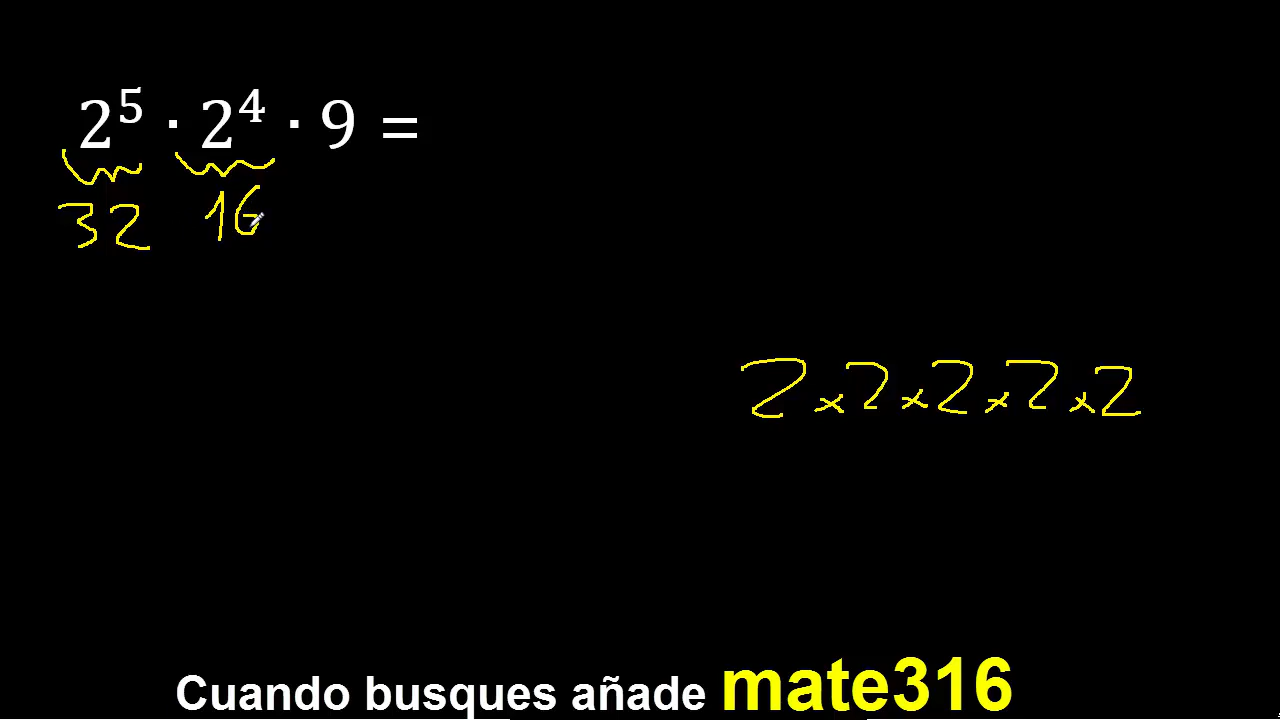 2⁵ · 2⁴ · 9 =
32 16
2 x 2 x 2 x 2 x 2
Cuando busques añade mate316